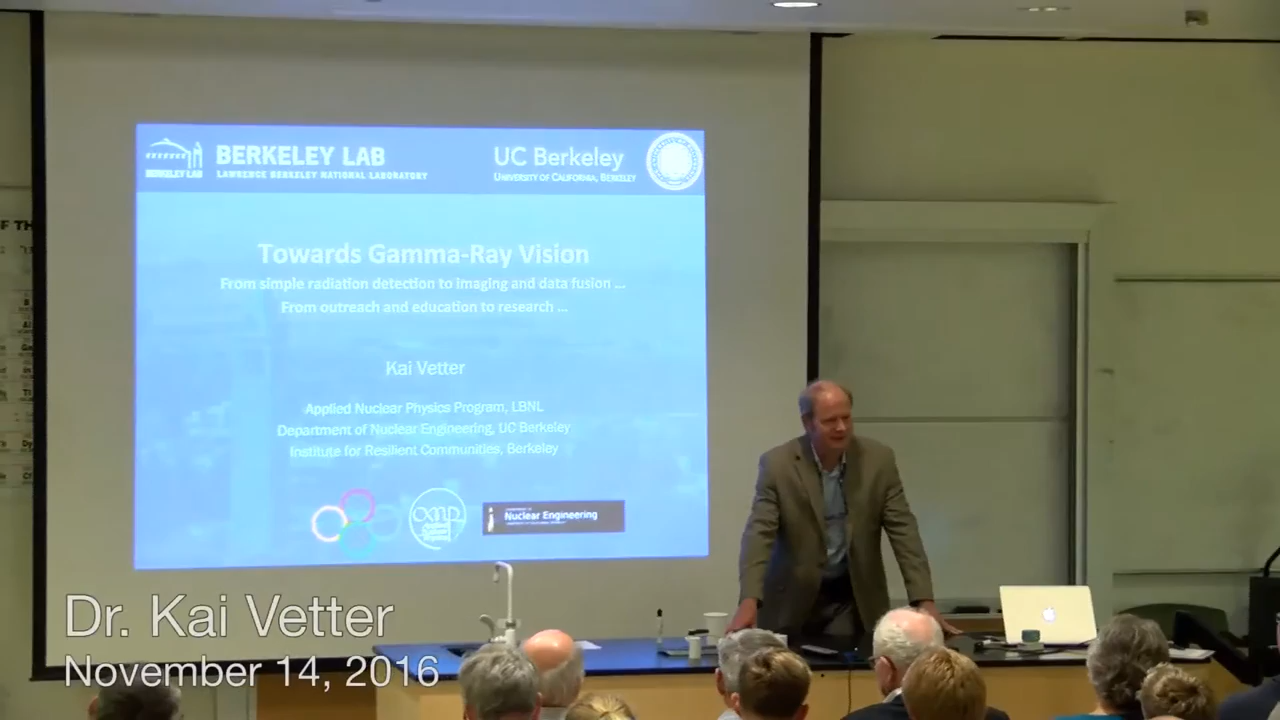 BERKELEY LAB
BERKELEY LAB
LAWRENCE BERKELEY NATIONAL LABORATORY
UC Berkeley
UNIVERSITY OF CALIFORNIA, BERKELEY
Towards Gamma-Ray Vision
From simple radiation detection to imaging and data fusion ...
From outreach and education to research ...
Kai Vetter
Applied Nuclear Physics Program, LBNL
Department of Nuclear Engineering, UC Berkeley
Institute for Resilient Communities, Berkeley
Nuclear Engineering
Dr. Kai Vetter
November 14, 2016